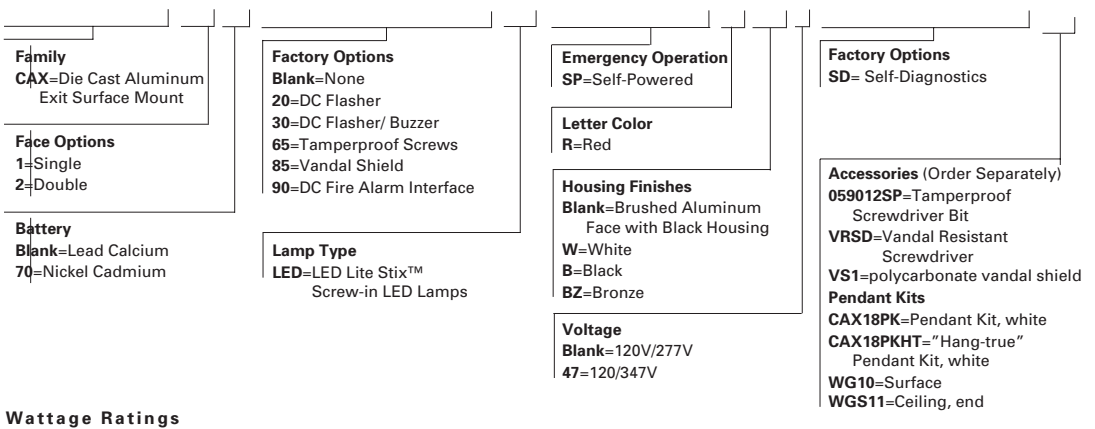 Family
CAX=Die Cast Aluminum
Exit Surface Mount
Face Options
1=Single
2=Double
Battery
Blank=Lead Calcium
70=Nickel Cadmium
Factory Options
Blank=None
20=DC Flasher
30=DC Flasher/ Buzzer
65=Tamperproof Screws
85=Vandal Shield
90=DC Fire Alarm Interface
Lamp Type
LED=LED Lite Stix™
Screw-in LED Lamps
Emergency Operation
SP=Self-Powered
Letter Color
R=Red
Housing Finishes
Blank=Brushed Aluminum
Face with Black Housing
W=White
B=Black
BZ=Bronze
Voltage
Blank=120V/277V
47=120/347V
Factory Options
SD= Self-Diagnostics
Accessories (Order Separately)
059012SP=Tamperproof
Screwdriver Bit
VRSD=Vandal Resistant
Screwdriver
VS1=polycarbonate vandal shield
Pendant Kits
CAX18PK=Pendant Kit, white
CAX18PKHT="Hang-true"
Pendant Kit, white
WG10=Surface
WGS11=Ceiling, end
Wattage Ratings